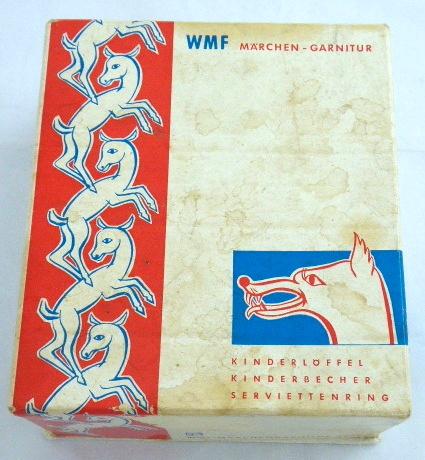 WMF MÄRCHEN-GARNITUR
KINDERLÖFFEL
KINDERBECHER
SERVIETTENRING